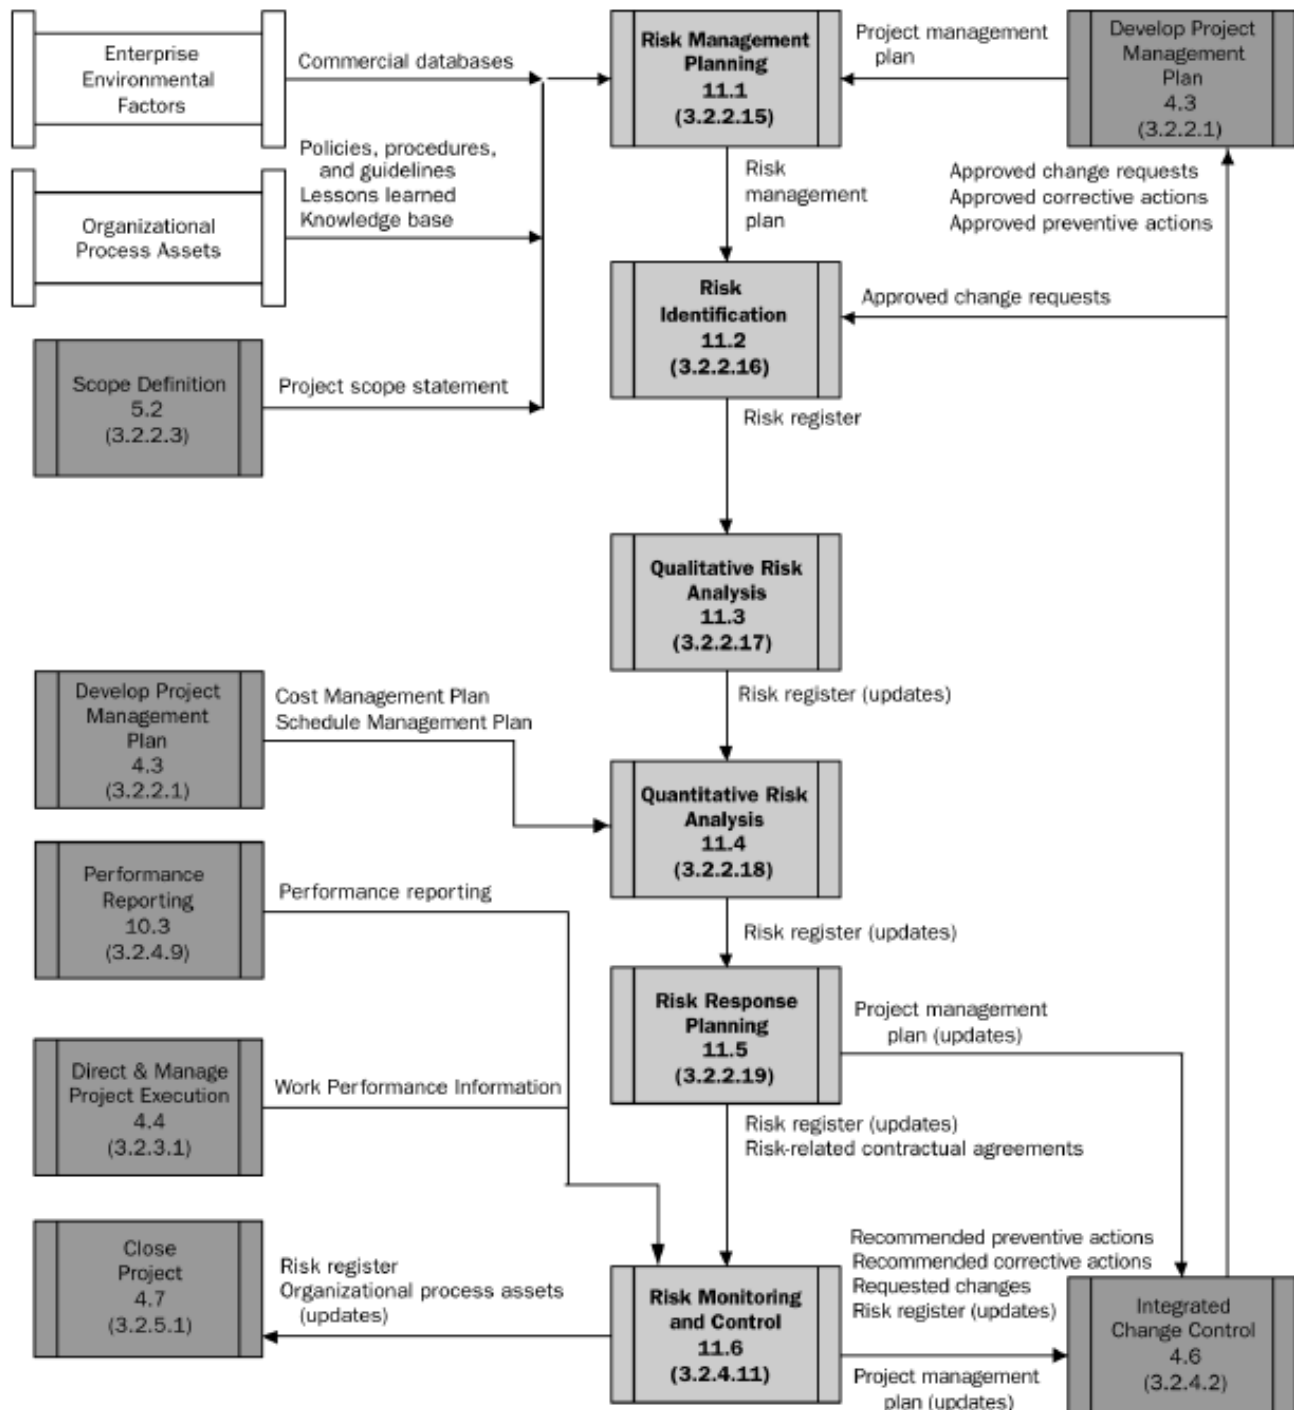 Enterprise
Environmental
Factors
Commercial databases
Risk Management
Planning
11.1
(3.2.2.15)
Project management
plan
Develop Project
Management
Plan
4.3
(3.2.2.1)
Policies, procedures,
and guidelines
Lessons learned
Knowledge base
Organizational
Process Assets
Risk
management
plan
Approved change requests
Approved corrective actions
Approved preventive actions
Risk
Identification
11.2
(3.2.2.16)
Approved change requests
Scope Definition
5.2
(3.2.2.3)
Project scope statement
Risk register
Qualitative Risk
Analysis
11.3
(3.2.2.17)
Risk register (updates)
Develop Project
Management
Plan
4.3
(3.2.2.1)
Cost Management Plan
Schedule Management Plan
Quantitative Risk
Analysis
11.4
(3.2.2.18)
Performance
Reporting
10.3
(3.2.4.9)
Performance reporting
Risk register (updates)
Risk Response
Planning
11.5
(3.2.2.19)
Project management
plan (updates)
Direct & Manage
Project Execution
4.4
(3.2.3.1)
Work Performance Information
Risk register (updates)
Risk-related contractual agreements
Close
Project
4.7
(3.2.5.1)
Risk register
Organizational process assets
(updates)
Risk Monitoring
and Control
11.6
(3.2.4.11)
Recommended preventive actions
Recommended corrective actions
Requested changes
Risk register (updates)
Project management
plan (updates)
Integrated
Change Control
4.6
(3.2.4.2)